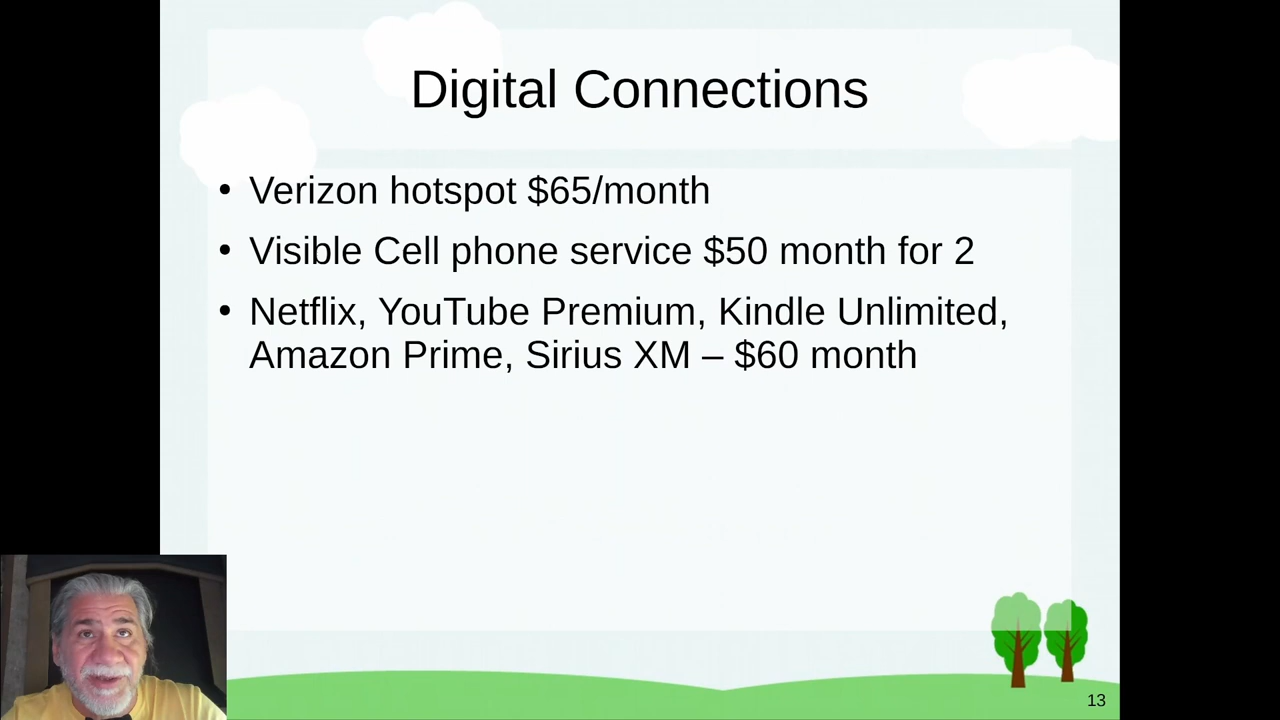 Digital Connections
• Verizon hotspot $65/month
• Visible Cell phone service $50 month for 2
• Netflix, YouTube Premium, Kindle Unlimited,
Amazon Prime, Sirius XM – $60 month
13